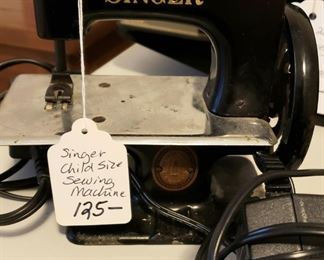 SINGER
Singer
Child Size
Sewing
Machine
125—